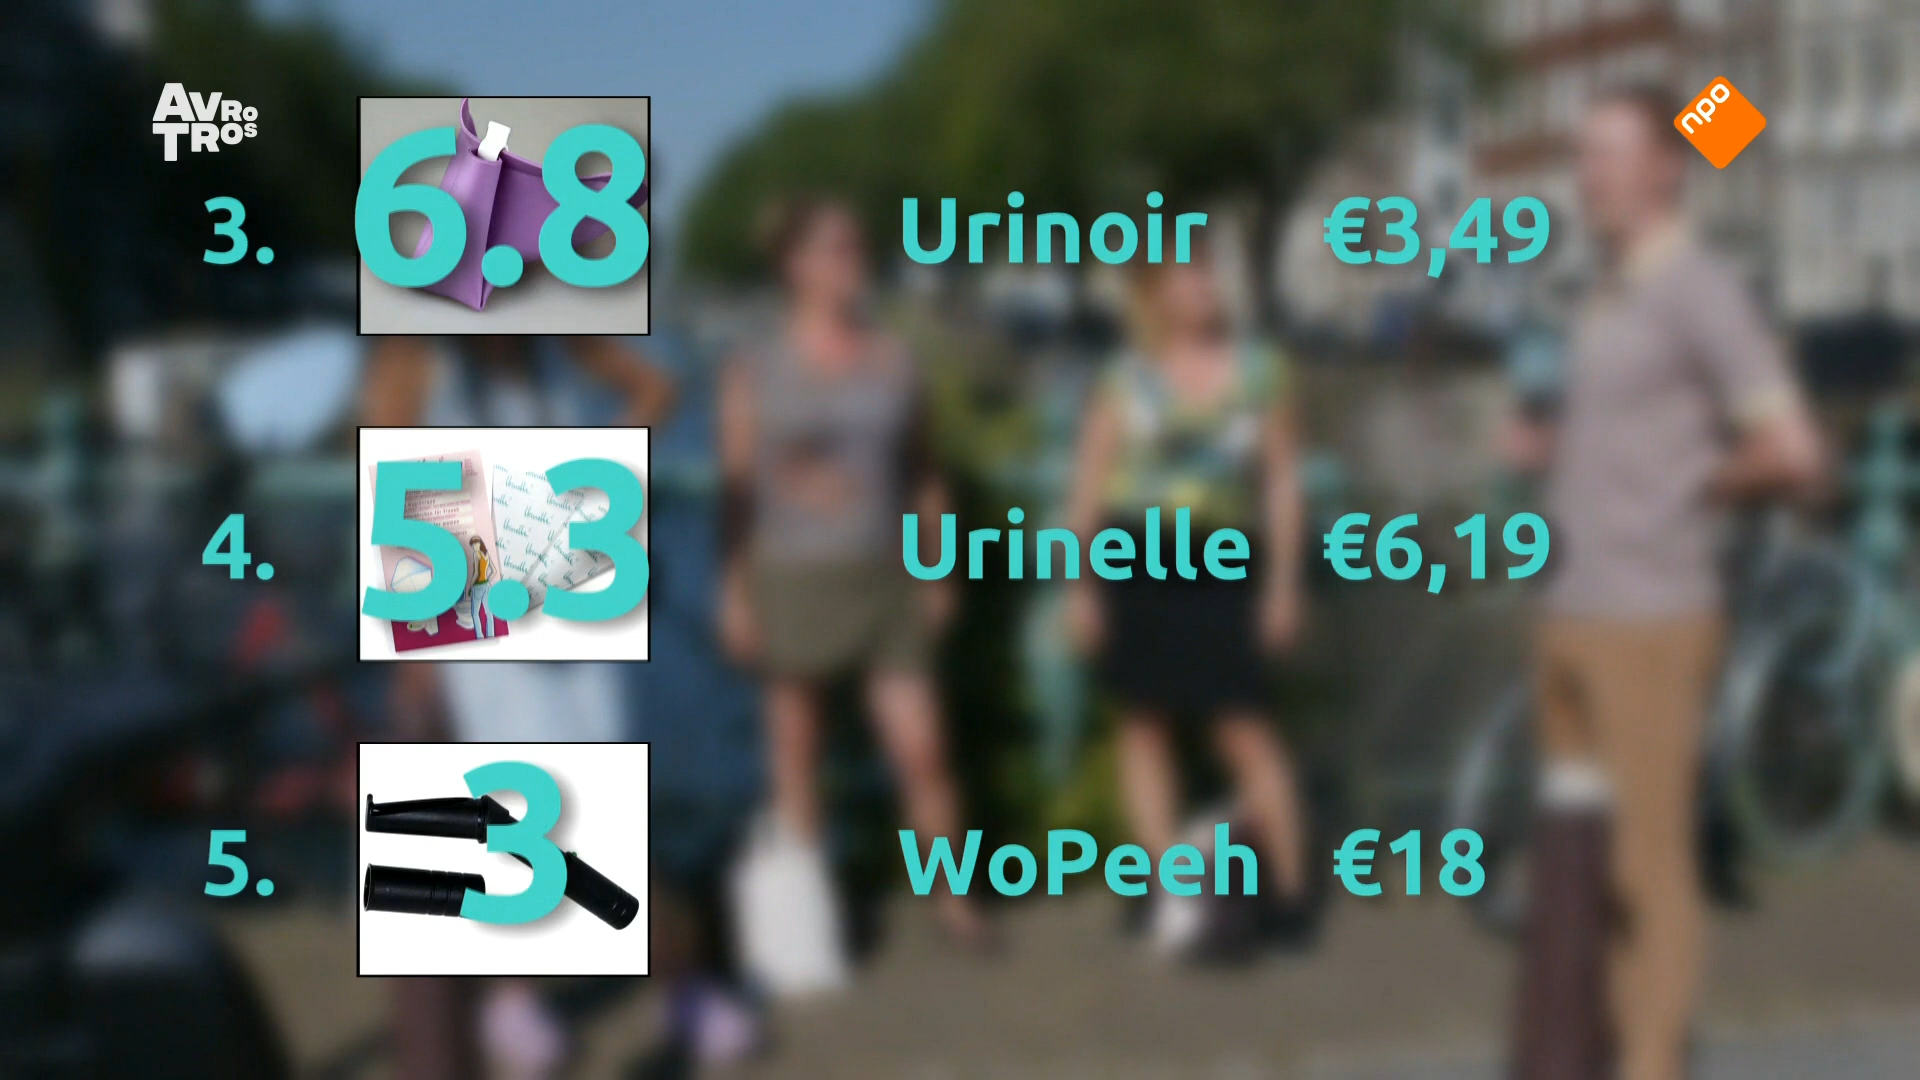 AVRO
TROS
npo
3.
6.8
Urinoir
€3,49
4.
5.3
Urinelle
€6,19
5.
3
WoPeeh
€18